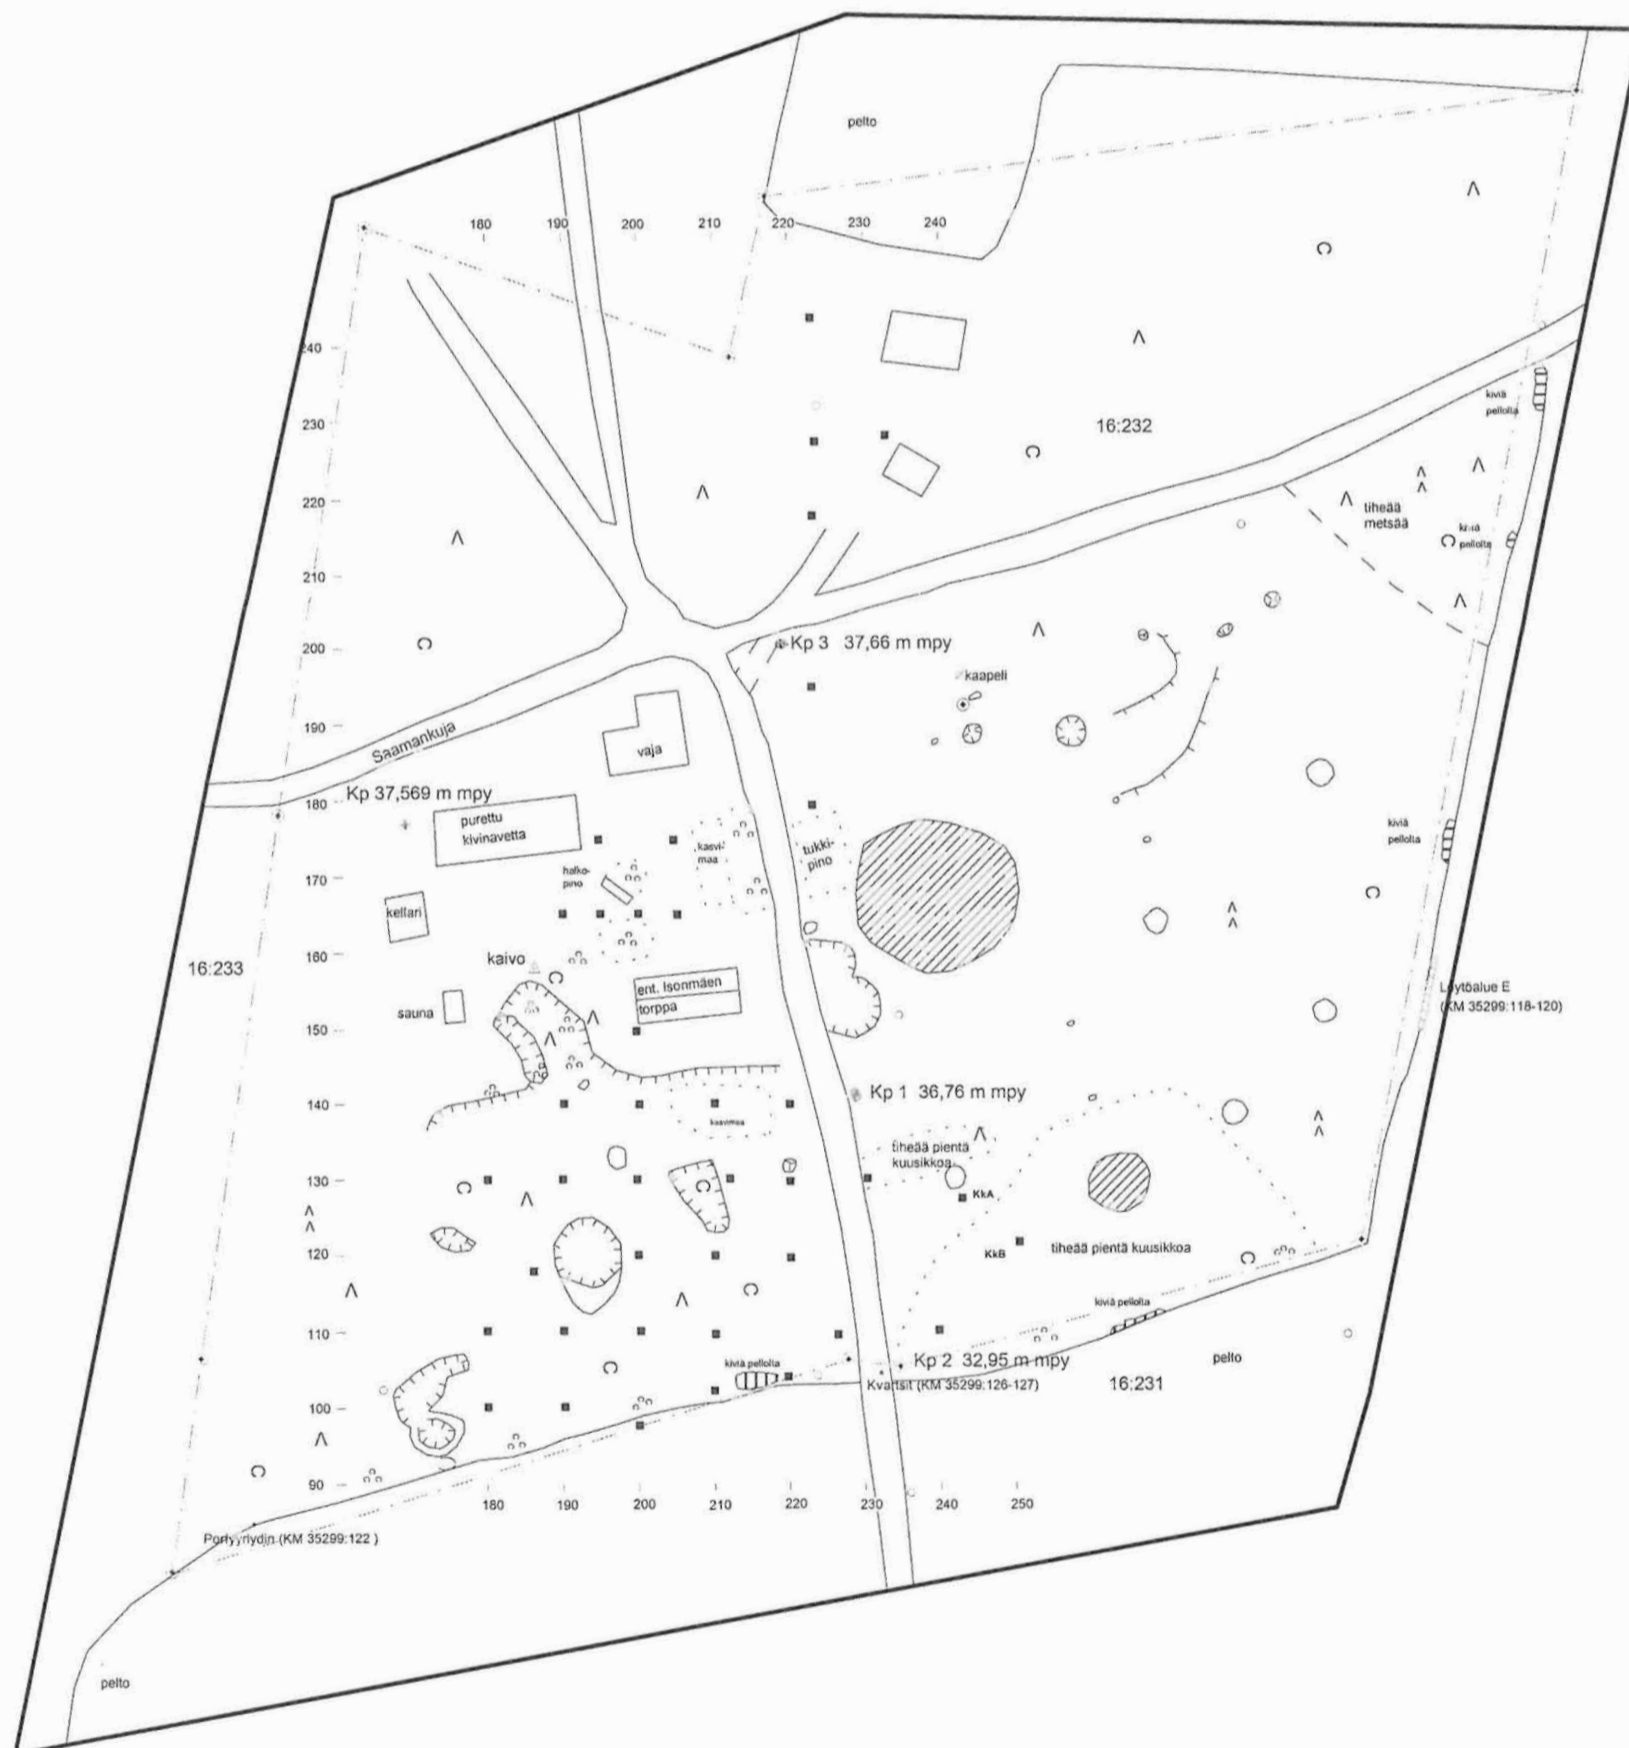 pelto
180 190 200 210 220 230 240
240
230
16:232
kiviä
pellolta
220
tiheää
metsää
kiviä
pellolta
210
200
Kp 3 37,66 m mpy
kaapeli
190
Saamankuja
vaja
180
Kp 37,569 m mpy
purettu
kivinavetta
kasvi-
maa
tukki-
pino
kiviä
pellolta
170
halko-
pino
kellari
160
16:233
kaivo
ent. Isonmäen
torppa
sauna
Löytöalue E
(KM 35299:118-120)
150
140
Kp 1 36,76 m mpy
kasvimaa
tiheää pientä
kuusikkoa
130
KkA
120
KkB
tiheää pientä kuusikkoa
kiviä pellolta
110
kiviä pellolta
Kp 2 32,95 m mpy
pelto
Kvartsit (KM 35299:126-127)
16:231
100
90
180 190 200 210 220 230 240 250
Porfyyriydin (KM 35299:122 )
pelto